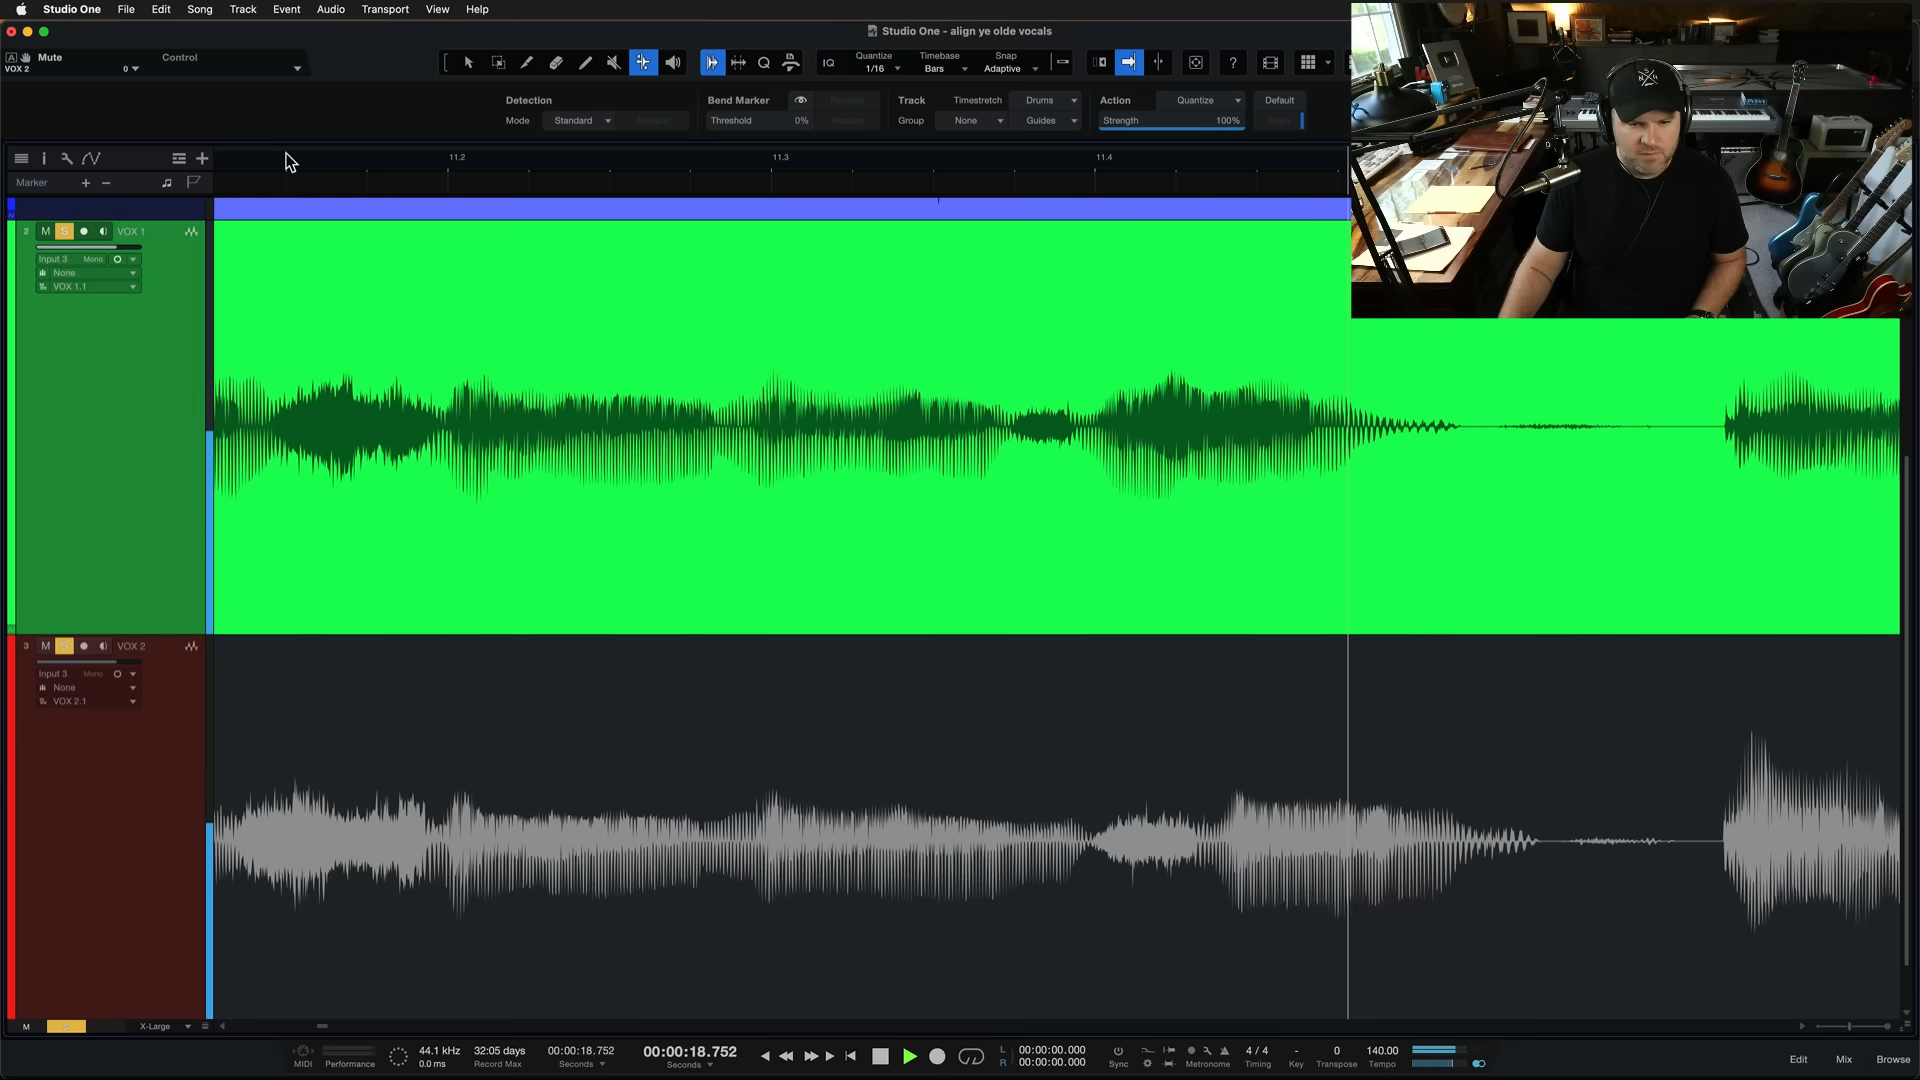 Studio One File Edit Song Track Event Audio Transport View Help
Studio One - align ye olde vocals
A Mute Control
VOX 2 0
IQ Quantize Timebase Snap
1/16 Bars Adaptive
Q ?
Detection Bend Marker Track Timestretch Drums Action Quantize Default
Mode Standard Threshold 0% Group None Guides Strength 100%
11.2 11.3 11.4
Marker
2 M S VOX 1
Input 3 Mono
None
VOX 1.1
3 M S VOX 2
Input 3 Mono
None
VOX 2.1
M S X-Large
MIDI Performance
44.1 kHz 32:05 days 00:00:18.752 00:00:18.752
0.0 ms Record Max Seconds Seconds
L 00:00:00.000
R 00:00:00.000
4 / 4 - 0 140.00
Sync Metronome Timing Key Transpose Tempo
Edit Mix Browse